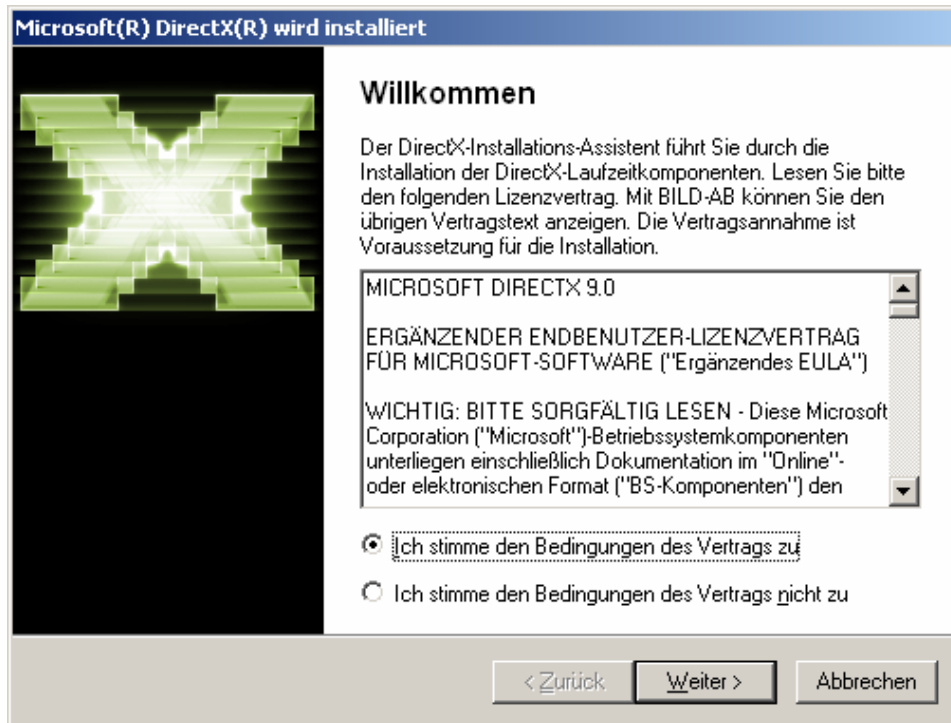 Microsoft(R) DirectX(R) wird installiert
Willkommen
Der DirectX-Installations-Assistent führt Sie durch die
Installation der DirectX-Laufzeitkomponenten. Lesen Sie bitte
den folgenden Lizenzvertrag. Mit BILD-AB können Sie den
übrigen Vertragstext anzeigen. Die Vertragsannahme ist
Voraussetzung für die Installation.
MICROSOFT DIRECTX 9.0
ERGÄNZENDER ENDBENUTZER-LIZENZVERTRAG
FÜR MICROSOFT-SOFTWARE ("Ergänzendes EULA")
WICHTIG: BITTE SORGFÄLTIG LESEN - Diese Microsoft
Corporation ("Microsoft")-Betriebssystemkomponenten
unterliegen einschließlich Dokumentation im "Online"-
oder elektronischen Format ("BS-Komponenten") den
Ich stimme den Bedingungen des Vertrags zu
Ich stimme den Bedingungen des Vertrags nicht zu
< Zurück
Weiter >
Abbrechen